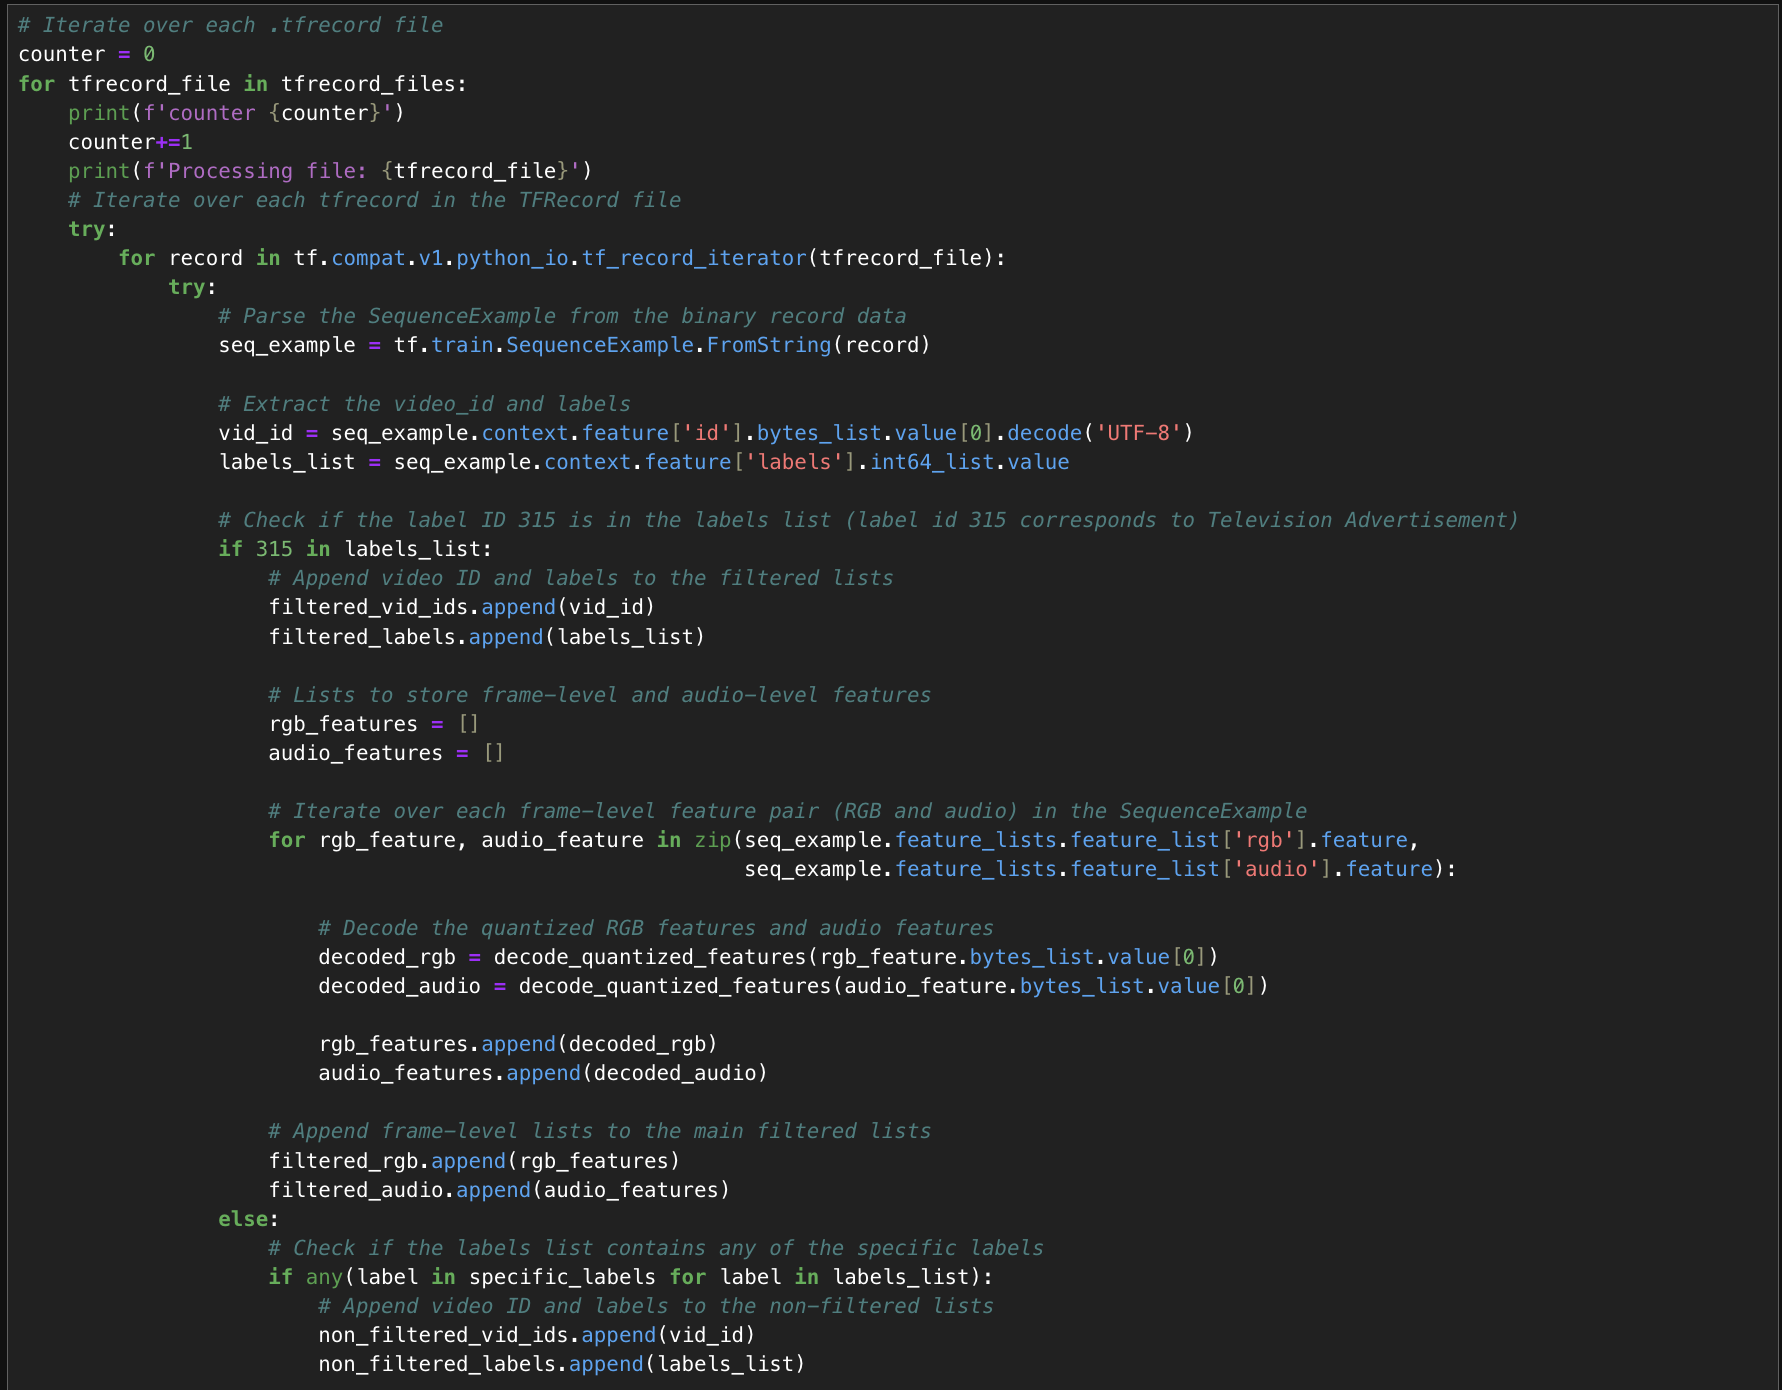 # Iterate over each .tfrecord file
counter = 0
for tfrecord_file in tfrecord_files:
    print(f'counter {counter}')
    counter+=1
    print(f'Processing file: {tfrecord_file}')
    # Iterate over each tfrecord in the TFRecord file
    try:
        for record in tf.compat.v1.python_io.tf_record_iterator(tfrecord_file):
            try:
                # Parse the SequenceExample from the binary record data
                seq_example = tf.train.SequenceExample.FromString(record)

                # Extract the video_id and labels
                vid_id = seq_example.context.feature['id'].bytes_list.value[0].decode('UTF-8')
                labels_list = seq_example.context.feature['labels'].int64_list.value

                # Check if the label ID 315 is in the labels list (label id 315 corresponds to Television Advertisement)
                if 315 in labels_list:
                    # Append video ID and labels to the filtered lists
                    filtered_vid_ids.append(vid_id)
                    filtered_labels.append(labels_list)

                    # Lists to store frame-level and audio-level features
                    rgb_features = []
                    audio_features = []

                    # Iterate over each frame-level feature pair (RGB and audio) in the SequenceExample
                    for rgb_feature, audio_feature in zip(seq_example.feature_lists.feature_list['rgb'].feature,
                                                          seq_example.feature_lists.feature_list['audio'].feature):

                        # Decode the quantized RGB features and audio features
                        decoded_rgb = decode_quantized_features(rgb_feature.bytes_list.value[0])
                        decoded_audio = decode_quantized_features(audio_feature.bytes_list.value[0])

                        rgb_features.append(decoded_rgb)
                        audio_features.append(decoded_audio)

                    # Append frame-level lists to the main filtered lists
                    filtered_rgb.append(rgb_features)
                    filtered_audio.append(audio_features)
                else:
                    # Check if the labels list contains any of the specific labels
                    if any(label in specific_labels for label in labels_list):
                        # Append video ID and labels to the non-filtered lists
                        non_filtered_vid_ids.append(vid_id)
                        non_filtered_labels.append(labels_list)